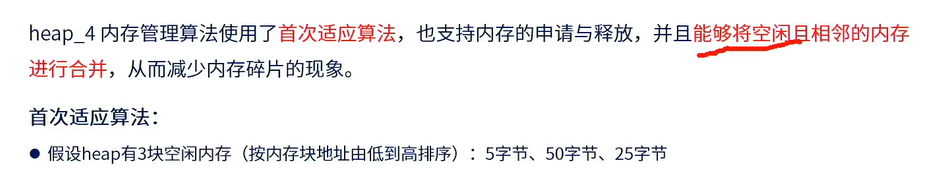 heap_4 内存管理算法使用了首次适应算法，也支持内存的申请与释放，并且能够将空闲且相邻的内存
进行合并，从而减少内存碎片的现象。
首次适应算法：
● 假设heap有3块空闲内存（按内存块地址由低到高排序）：5字节、50字节、25字节